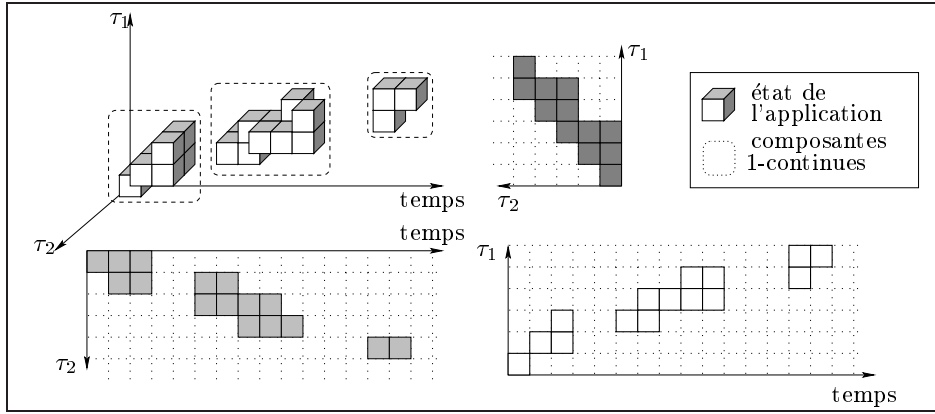 τ1
τ1
état de
l'application
composantes
1-continues
temps
τ2
τ2
temps
τ1
τ2
temps